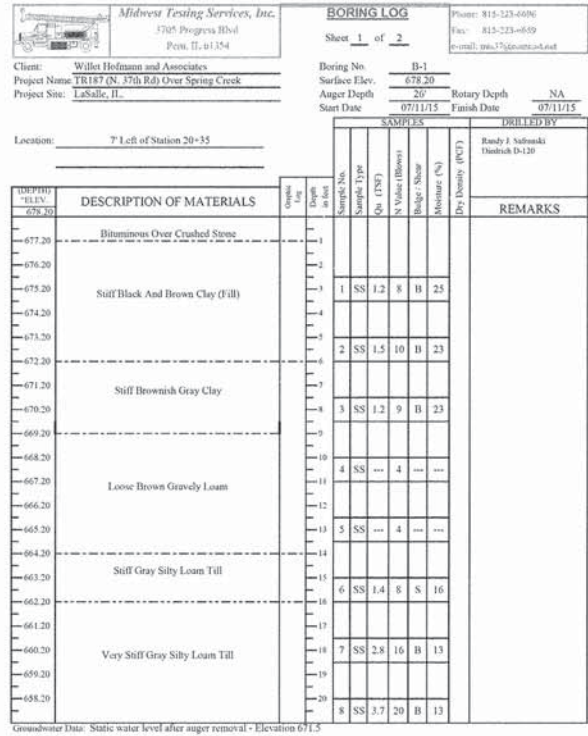 Midwest Testing Services, Inc.
3705 Progress Blvd
Peru, IL 61354
BORING LOG
Sheet 1 of 2
Phone: 815-223-6696
Fax: 815-223-6659
e-mail:
Client: Willet Hofmann and Associates
Project Name TR187 (N. 37th Rd) Over Spring Creek
Project Site: LaSalle, IL.
Boring No. B-1
Surface Elev. 678.20
Auger Depth 26' Rotary Depth NA
Start Date 07/11/15 Finish Date 07/11/15
Location: 7' Left of Station 20+35
SAMPLES
DRILLED BY
Randy J. Safranski
Diedrich D-120
(DEPTH)
"ELEV.
678.20
DESCRIPTION OF MATERIALS
Graphic Log
Depth in feet
Sample No.
Sample Type
Qu (TSF)
N Value (Blows)
Bulge / Shear
Moisture (%)
Dry Density (PCF)
REMARKS
Bituminous Over Crushed Stone
677.20 1
676.20 2
675.20 3 1 SS 1.2 8 B 25
Stiff Black And Brown Clay (Fill)
674.20 4
673.20 5
2 SS 1.5 10 B 23
672.20 6
671.20 7
Stiff Brownish Gray Clay
670.20 8 3 SS 1.2 9 B 23
669.20 9
668.20 10
4 SS --- 4 --- ---
667.20 11
Loose Brown Gravely Loam
666.20 12
665.20 13 5 SS --- 4 --- ---
664.20 14
Stiff Gray Silty Loam Till
663.20 15
6 SS 1.4 8 S 16
662.20 16
661.20 17
660.20 18 7 SS 2.8 16 B 13
Very Stiff Gray Silty Loam Till
659.20 19
658.20 20
8 SS 3.7 20 B 13
Groundwater Data: Static water level after auger removal - Elevation 671.5